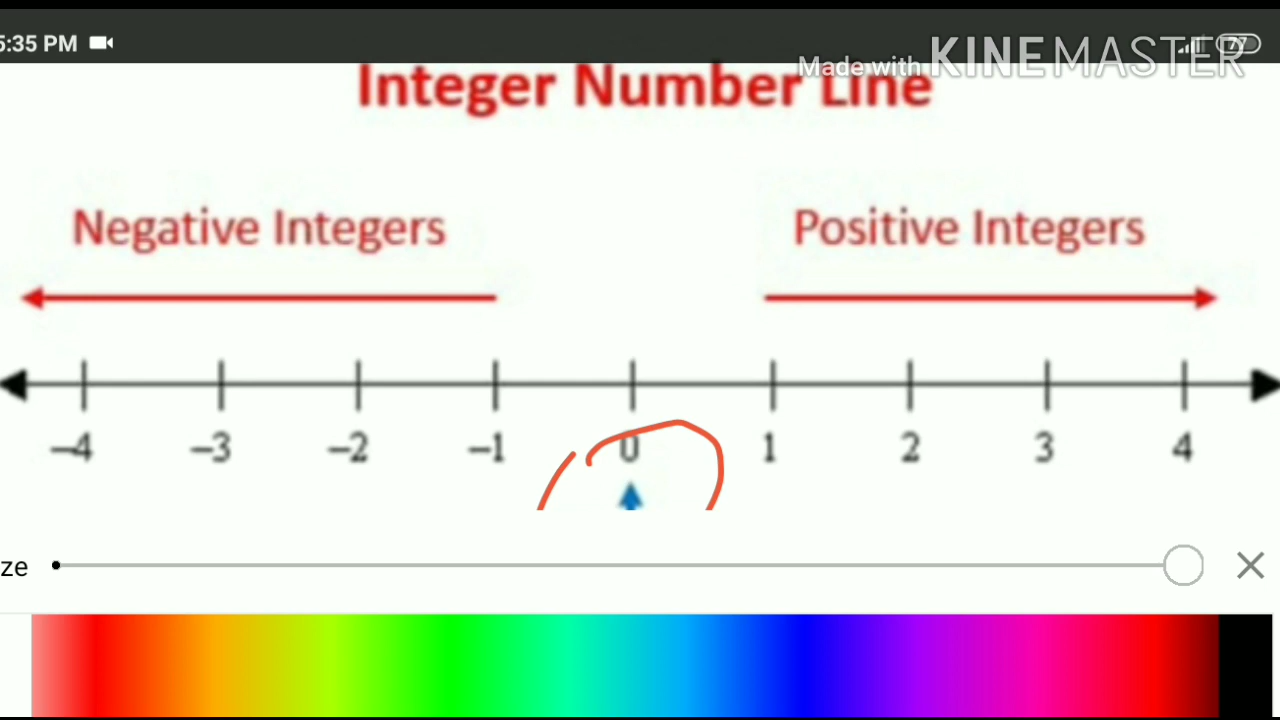 5:35 PM
77
Made with KINEMASTER
Integer Number Line
Negative Integers
Positive Integers
–4 –3 –2 –1 0 1 2 3 4
ze